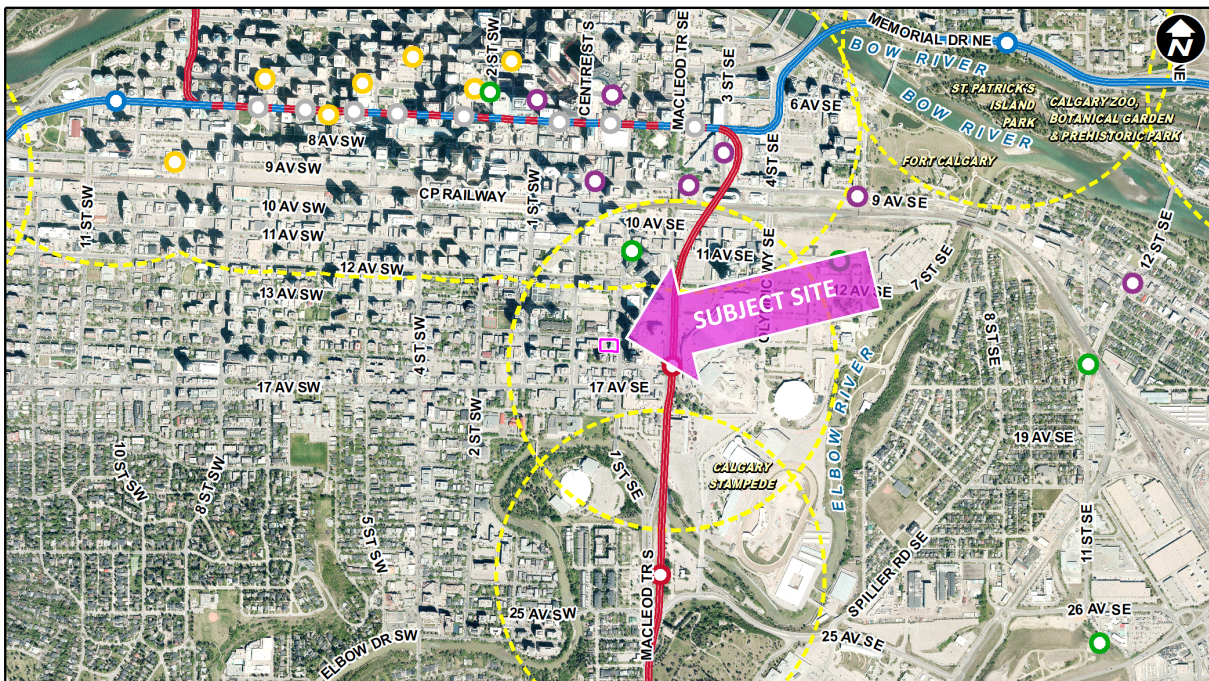 MEMORIAL DR NE
N
NE
BOW RIVER
2 ST SW
CENTRE ST S
MACLEOD TR SE
3 ST SE
6 AV SE
BOW RIVER
ST. PATRICK'S
ISLAND
PARK
CALGARY ZOO,
BOTANICAL GARDEN
& PREHISTORIC PARK
8 AV SW
9 AV SW
4 ST SE
FORT CALGARY
CP RAILWAY
1 ST SW
9 AV SE
11 ST SW
10 AV SW
10 AV SE
11 AV SW
11 AV SE
12 ST SE
12 AV SW
7 ST SE
13 AV SW
12 AV SE
SUBJECT SITE
4 ST SW
8 ST SE
17 AV SW
17 AV SE
ELBOW RIVER
2 ST SW
19 AV SE
10 ST SW
8 ST SW
1 ST SE
CALGARY
STAMPEDE
5 ST SW
11 ST SE
SPILLER RD SE
MACLEOD TR S
25 AV SW
26 AV SE
25 AV SE
ELBOW DR SW